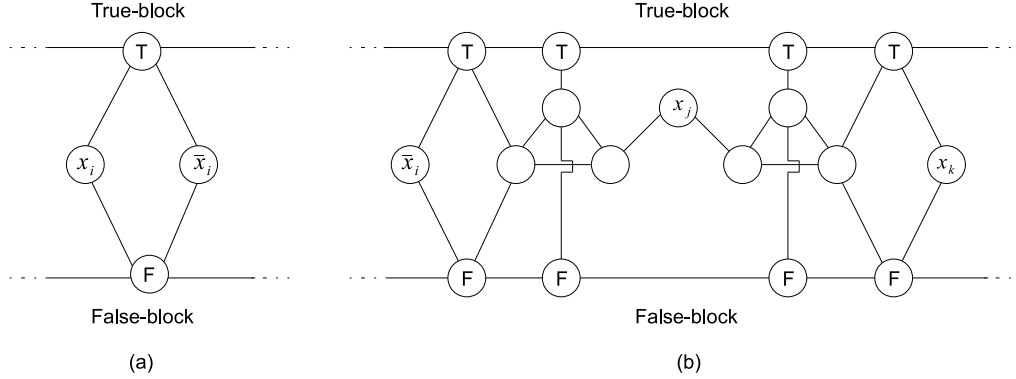 True-block True-block
T T T T T
x_j
x_i x̄_i x̄_i x_k
F F F F F
False-block False-block
(a) (b)